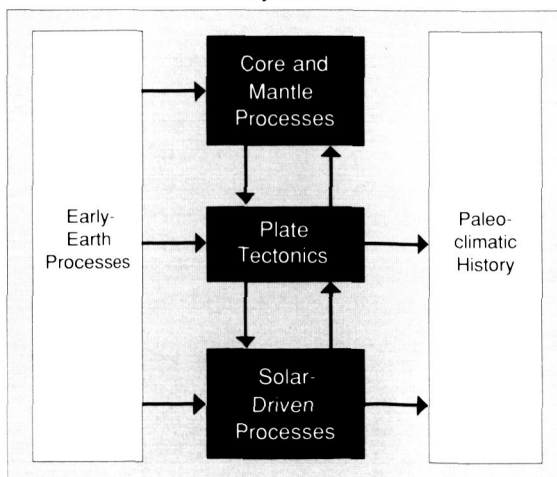 Core and
Mantle
Processes
Early-
Earth
Processes
Plate
Tectonics
Paleo-
climatic
History
Solar-
Driven
Processes